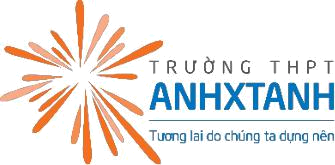 TRƯỜNG THPT
ANHXTANH
Tương lai do chúng ta dựng nên